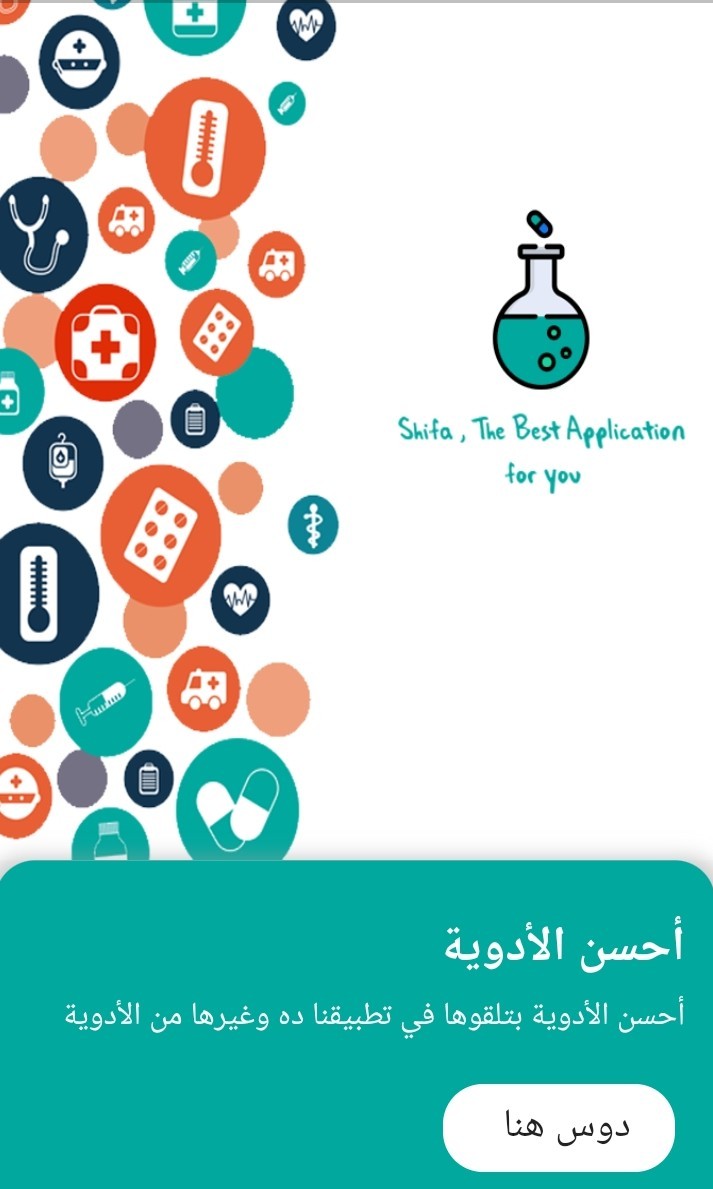 Shifa , The Best Application
for you
أحسن الأدوية
أحسن الأدوية بتلقوها في تطبيقنا ده وغيرها من الأدوية
دوس هنا